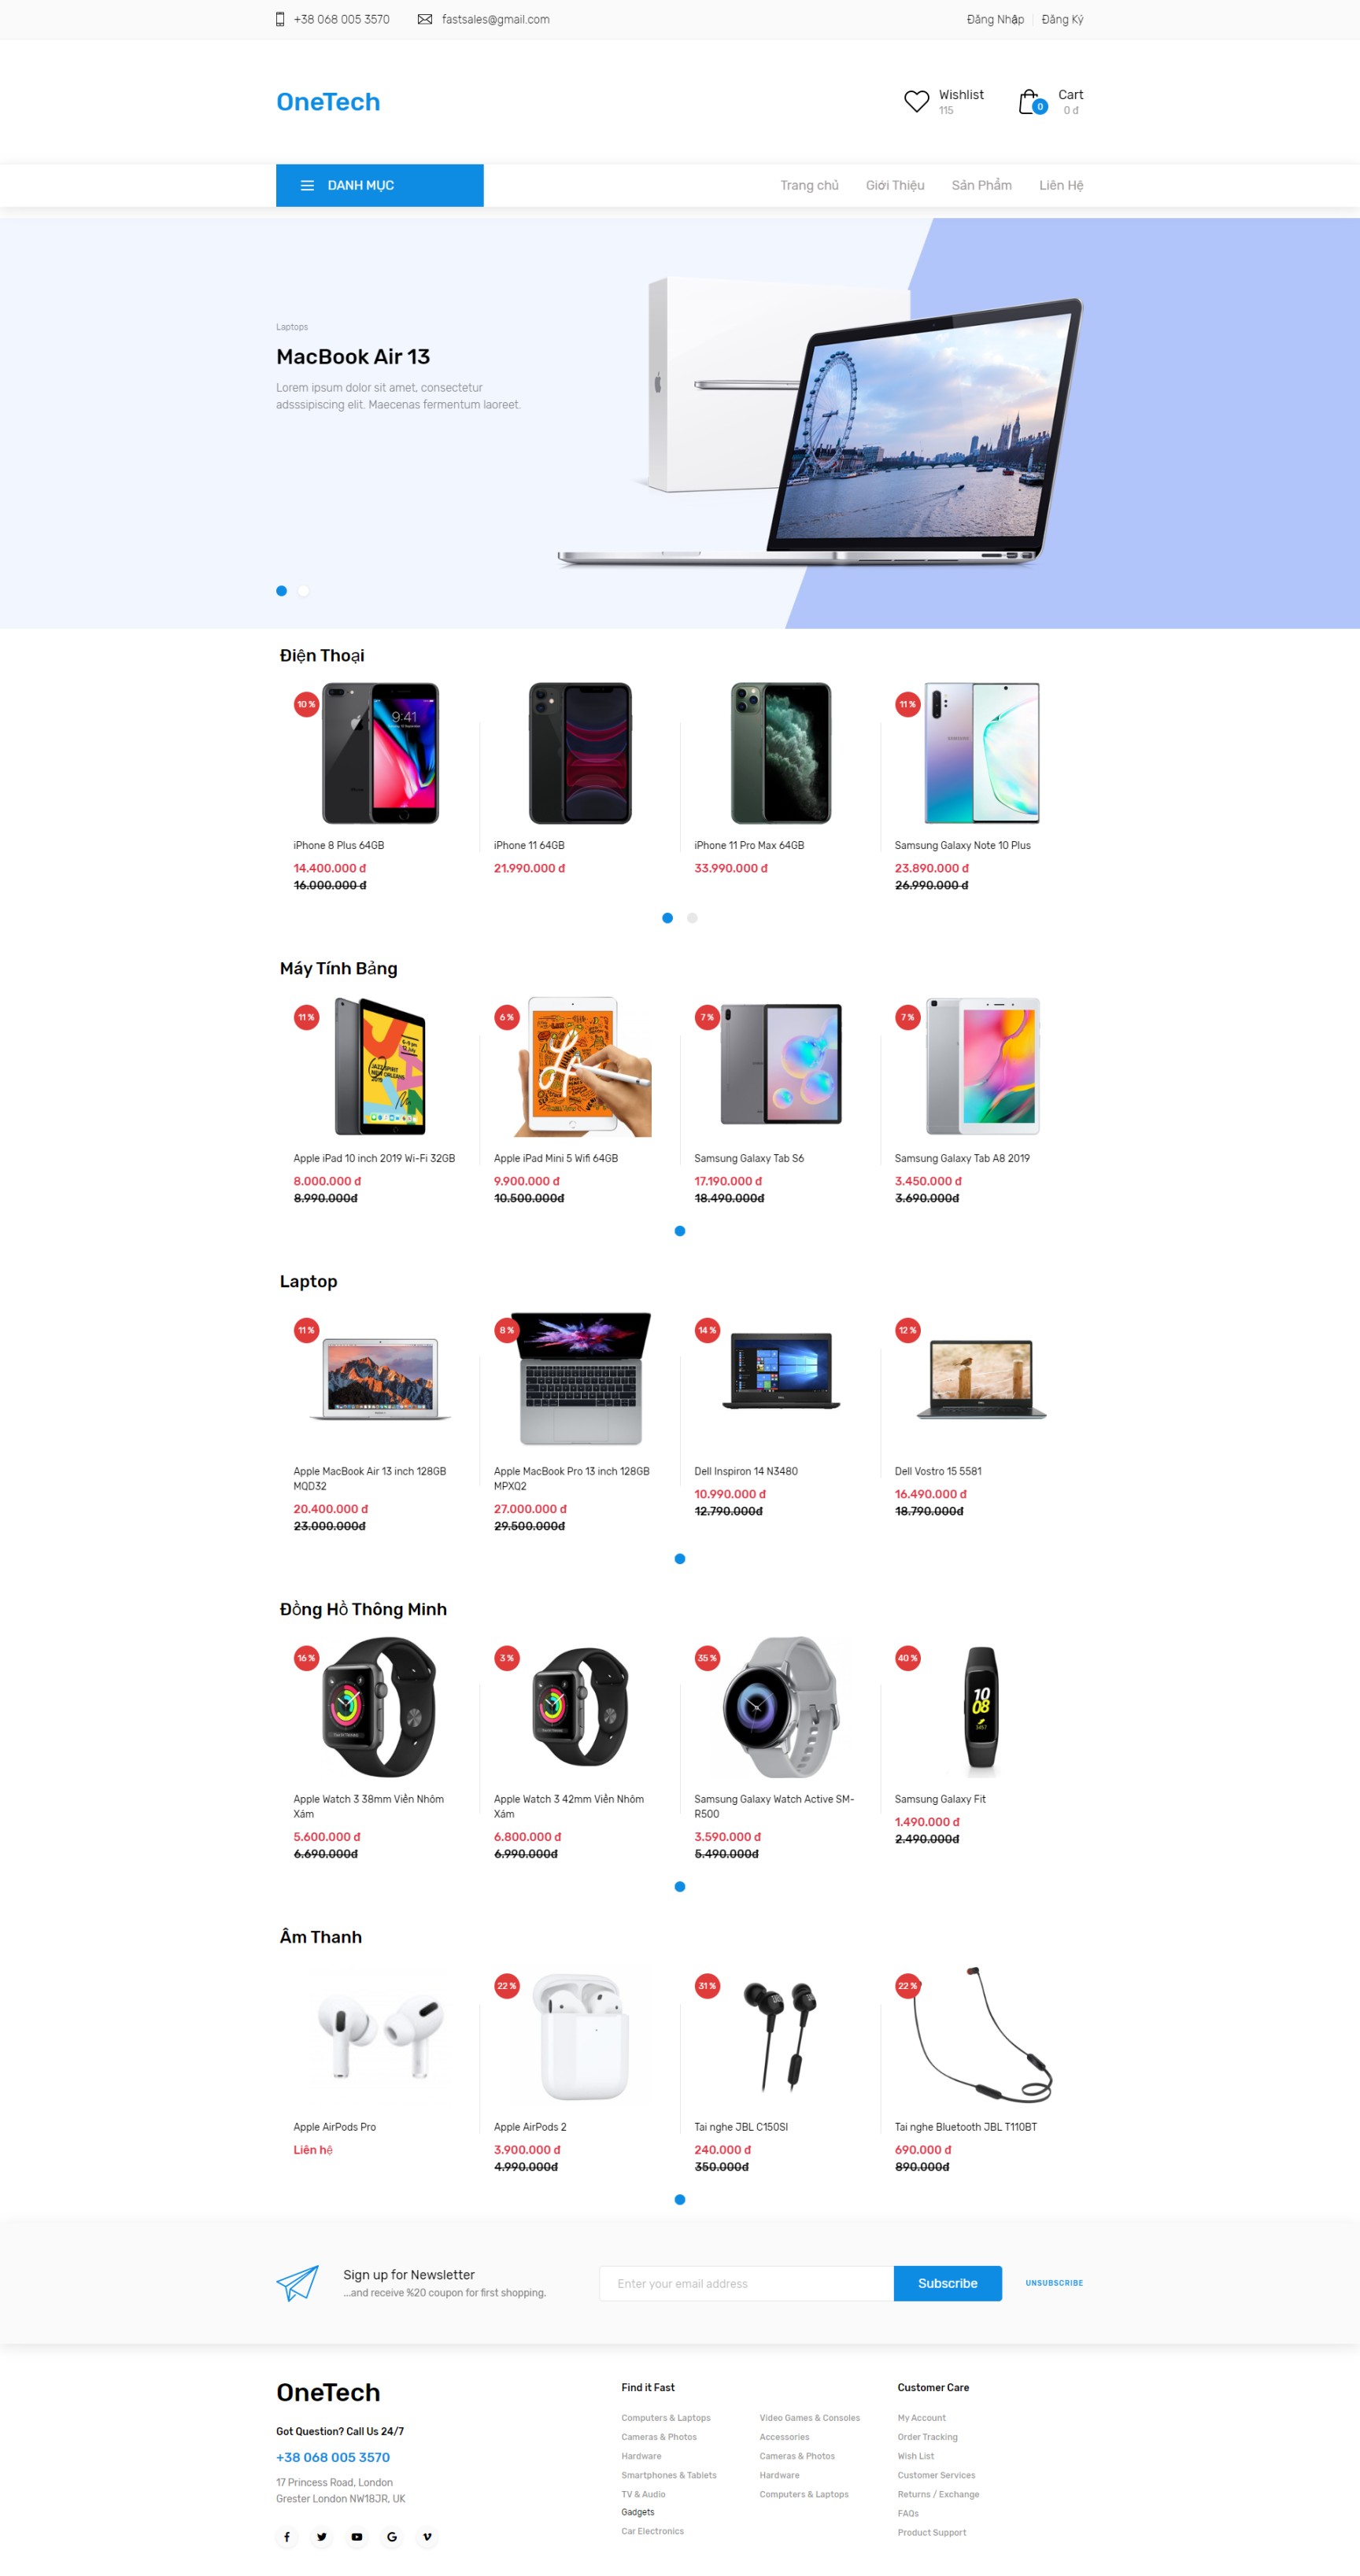 +38 068 005 3570
fastsales@gmail.com
Đăng Nhập
Đăng Ký
OneTech
Wishlist
115
0
Cart
0 đ
DANH MỤC
Trang chủ
Giới Thiệu
Sản Phẩm
Liên Hệ
Laptops
MacBook Air 13
Lorem ipsum dolor sit amet, consectetur
adsssipiscing elit. Maecenas fermentum laoreet.
Điện Thoại
10 %
9:41
iPhone 8 Plus 64GB
14.400.000 đ
16.000.000 đ
iPhone 11 64GB
21.990.000 đ
iPhone 11 Pro Max 64GB
33.990.000 đ
11 %
SAMSUNG
Samsung Galaxy Note 10 Plus
23.890.000 đ
26.990.000 đ
Máy Tính Bảng
11 %
Apple iPad 10 inch 2019 Wi-Fi 32GB
8.000.000 đ
8.990.000đ
6 %
Apple iPad Mini 5 Wifi 64GB
9.900.000 đ
10.500.000đ
7 %
Samsung Galaxy Tab S6
17.190.000 đ
18.490.000đ
7 %
Samsung Galaxy Tab A8 2019
3.450.000 đ
3.690.000đ
Laptop
11 %
Apple MacBook Air 13 inch 128GB
MQD32
20.400.000 đ
23.000.000đ
8 %
Apple MacBook Pro 13 inch 128GB
MPXQ2
27.000.000 đ
29.500.000đ
14 %
Dell Inspiron 14 N3480
10.990.000 đ
12.790.000đ
12 %
Dell Vostro 15 5581
16.490.000 đ
18.790.000đ
Đồng Hồ Thông Minh
16 %
Apple Watch 3 38mm Viền Nhôm
Xám
5.600.000 đ
6.690.000đ
3 %
Apple Watch 3 42mm Viền Nhôm
Xám
6.800.000 đ
6.990.000đ
35 %
Samsung Galaxy Watch Active SM-
R500
3.590.000 đ
5.490.000đ
40 %
10
08
Samsung Galaxy Fit
1.490.000 đ
2.490.000đ
Âm Thanh
Apple AirPods Pro
Liên hệ
22 %
Apple AirPods 2
3.900.000 đ
4.990.000đ
31 %
Tai nghe JBL C150SI
240.000 đ
350.000đ
22 %
Tai nghe Bluetooth JBL T110BT
690.000 đ
890.000đ
Sign up for Newsletter
...and receive %20 coupon for first shopping.
Enter your email address
Subscribe
UNSUBSCRIBE
OneTech
Got Question? Call Us 24/7
+38 068 005 3570
17 Princess Road, London
Grester London NW18JR, UK
Find it Fast
Computers & Laptops
Cameras & Photos
Hardware
Smartphones & Tablets
TV & Audio
Gadgets
Car Electronics
Video Games & Consoles
Accessories
Cameras & Photos
Hardware
Computers & Laptops
Customer Care
My Account
Order Tracking
Wish List
Customer Services
Returns / Exchange
FAQs
Product Support